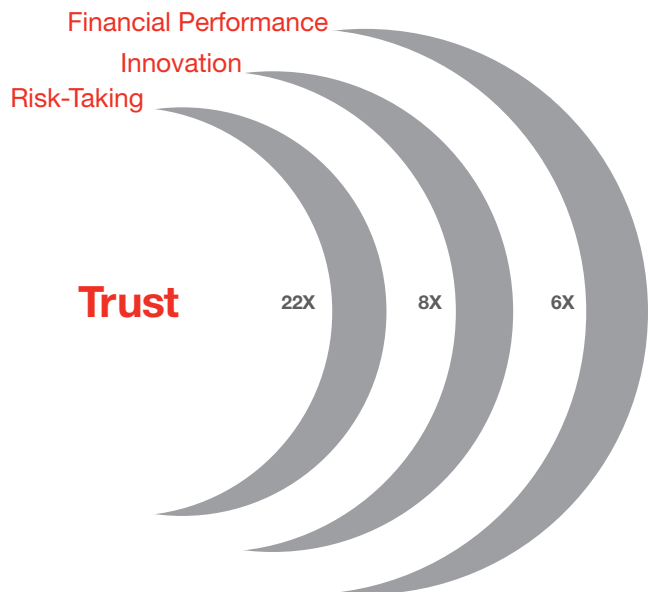 Financial Performance
Innovation
Risk-Taking
Trust
22X
8X
6X